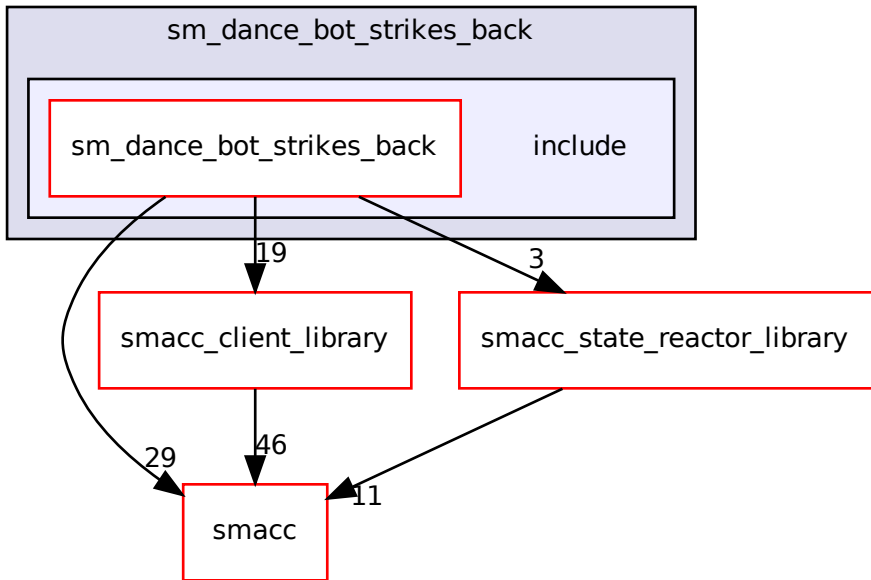 sm_dance_bot_strikes_back
sm_dance_bot_strikes_back
include
19
3
smacc_client_library
smacc_state_reactor_library
29
46
11
smacc